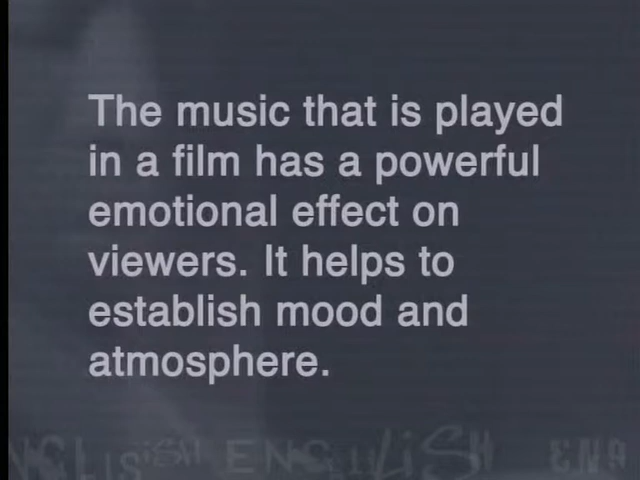 The music that is played
in a film has a powerful
emotional effect on
viewers. It helps to
establish mood and
atmosphere.